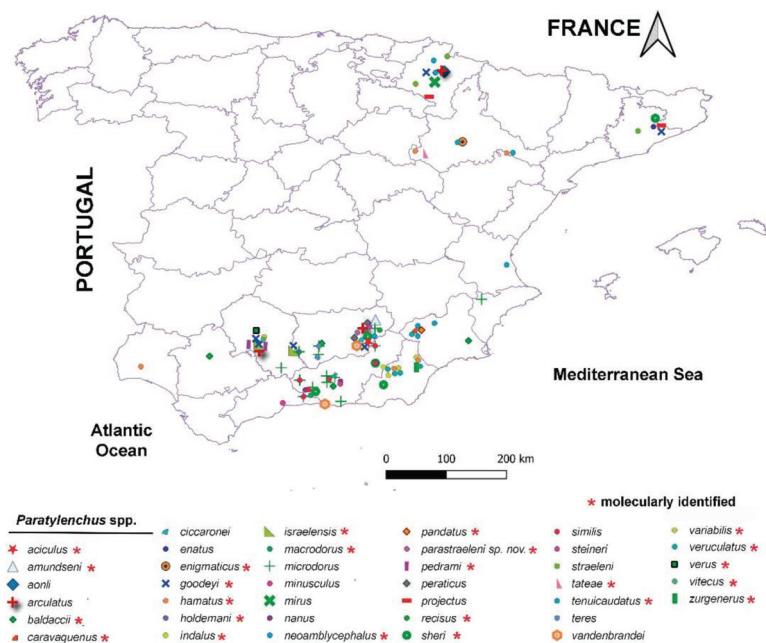 FRANCE
PORTUGAL
Mediterranean Sea
Atlantic
Ocean
0 100 200 km
* molecularly identified
Paratylenchus spp.
aciculus *
amundseni *
aonli
arculatus
baldaccii *
caravaquenus *
ciccaronei
enatus
enigmaticus *
goodeyi *
hamatus *
holdemani *
indalus *
israelensis *
macrodorus *
microdorus
minusculus
mirus
nanus
neoamblycephalus *
pandatus *
parastraeleni sp. nov. *
pedrami *
peraticus
projectus
recisus *
sheri *
similis
steineri
straeleni
tateae *
tenuicaudatus *
teres
vandenbrandei
variabilis *
veruculatus *
verus *
vitecus *
zurgenerus *